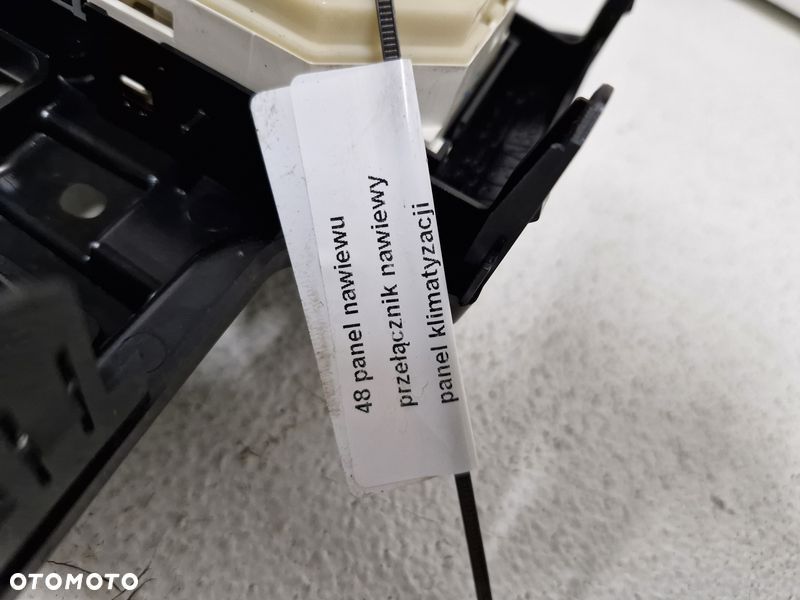 48 panel nawiewu
przełącznik nawiewy
panel klimatyzacji
OTOMOTO